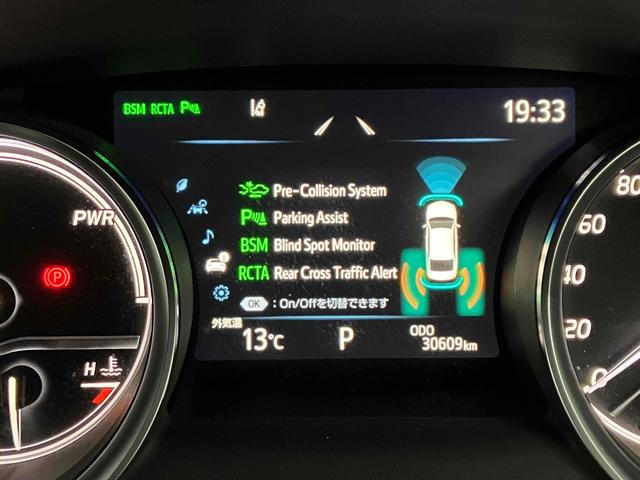 BSM RCTA P
19:33
PWR
Pre-Collision System
P Parking Assist
BSM Blind Spot Monitor
RCTA Rear Cross Traffic Alert
OK :On/Offを切替できます
外気温
13℃
P
ODO
30609km
P
H
80
60
40
20
0